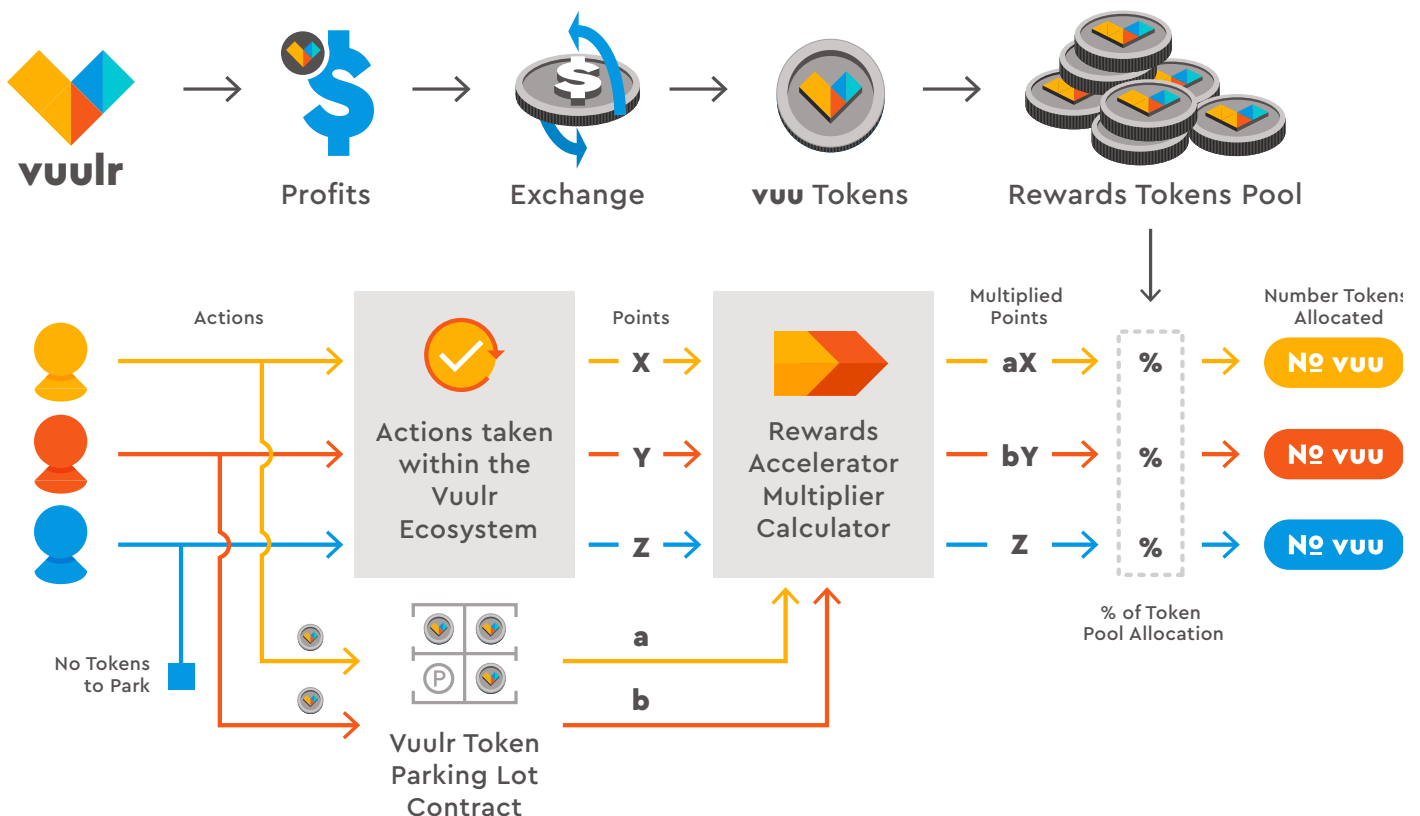 vuulr
Profits
Exchange
vuu Tokens
Rewards Tokens Pool
Actions
Points
Multiplied
Points
Number Tokens
Allocated
X
aX
%
Nº vuu
Actions taken
within the
Vuulr
Ecosystem
Rewards
Accelerator
Multiplier
Calculator
Y
bY
%
Nº vuu
Z
Z
%
Nº vuu
% of Token
Pool Allocation
No Tokens
to Park
P
a
b
Vuulr Token
Parking Lot
Contract